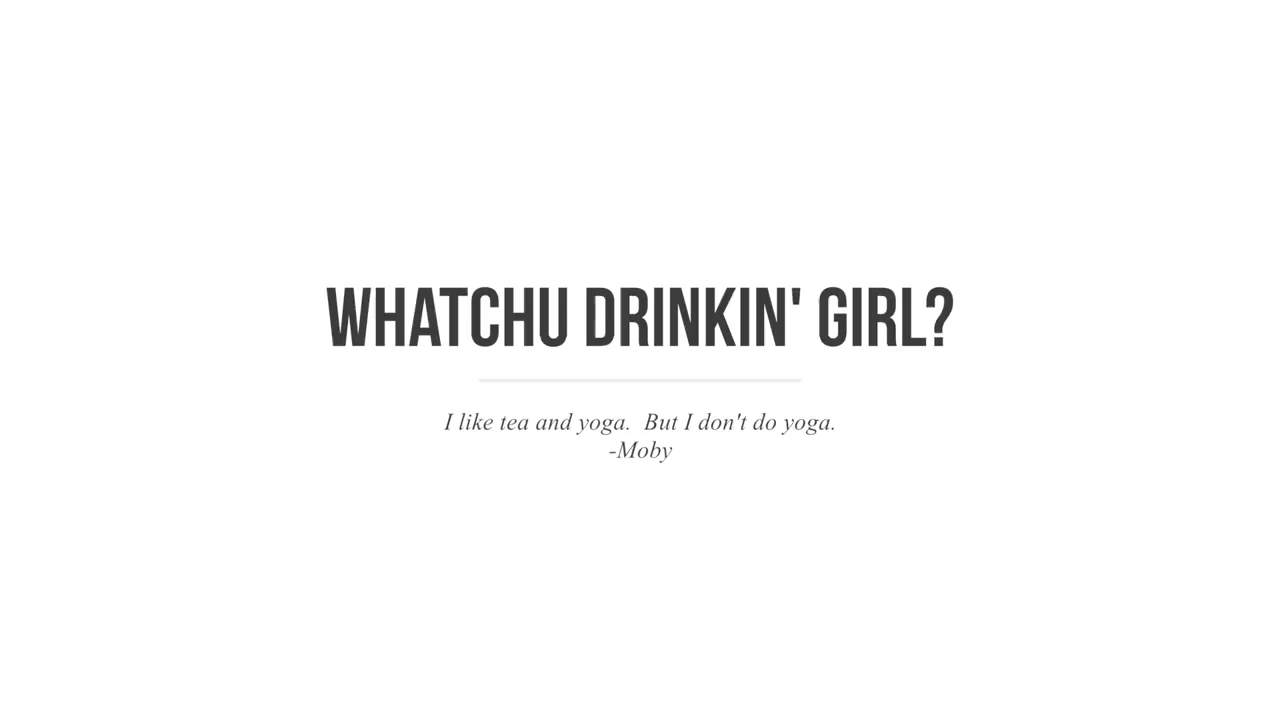 WHATCHU DRINKIN' GIRL?
I like tea and yoga.  But I don't do yoga.
-Moby